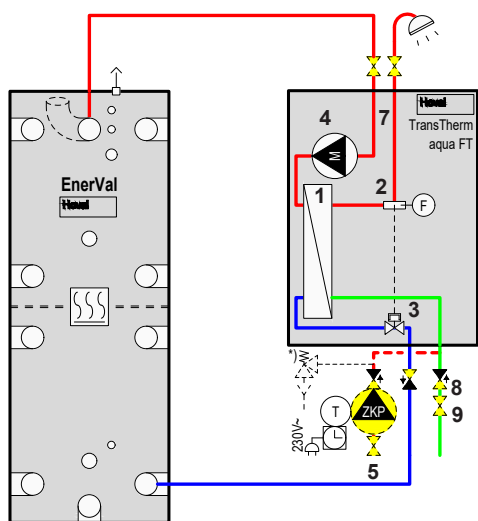 EnerVal
Hoval
Hoval
TransTherm
aqua FT
4
7
M
1
2
F
3
*)
8
T
ZKP
9
230V~
5